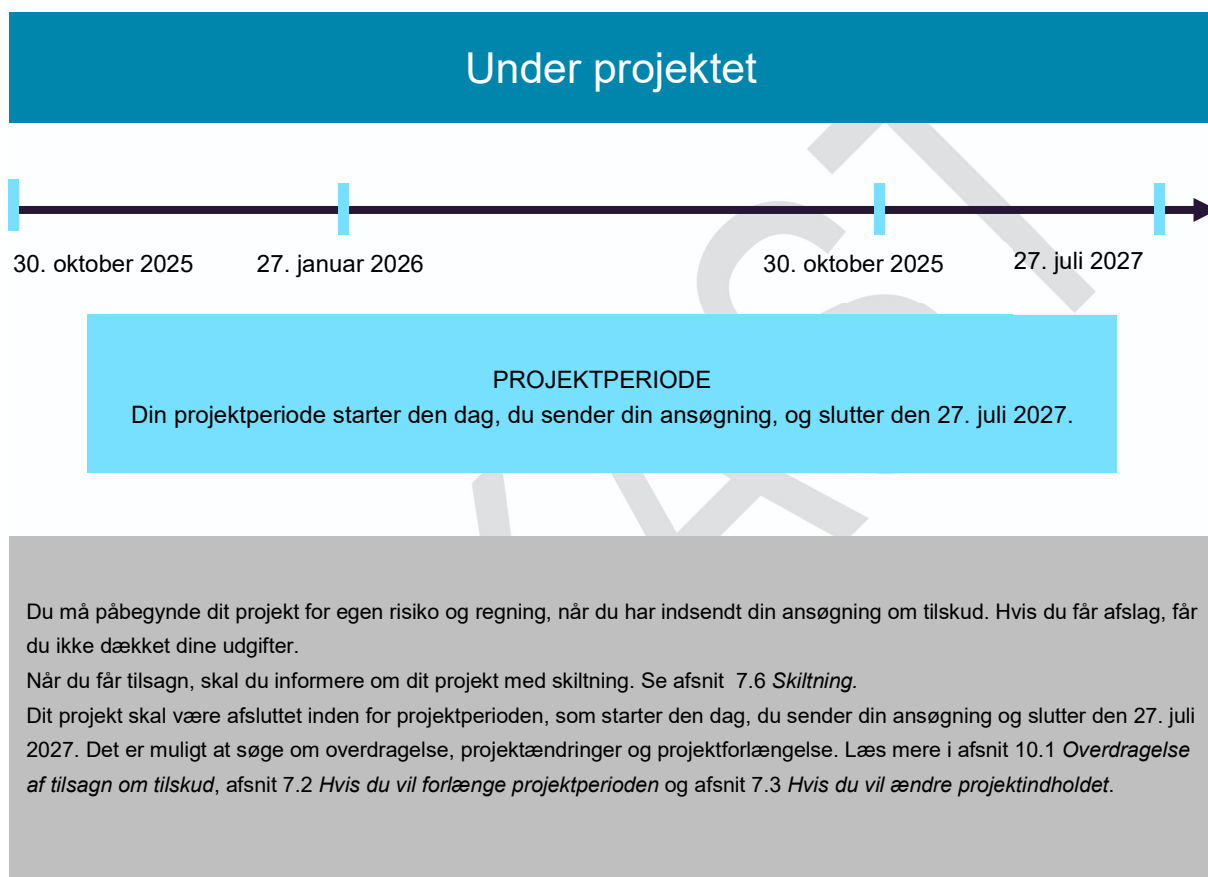 Under projektet
30. oktober 2025 27. januar 2026 30. oktober 2025 27. juli 2027
PROJEKTPERIODE
Din projektperiode starter den dag, du sender din ansøgning, og slutter den 27. juli 2027.
Du må påbegynde dit projekt for egen risiko og regning, når du har indsendt din ansøgning om tilskud. Hvis du får afslag, får
du ikke dækket dine udgifter.
Når du får tilsagn, skal du informere om dit projekt med skiltning. Se afsnit 7.6 Skiltning.
Dit projekt skal være afsluttet inden for projektperioden, som starter den dag, du sender din ansøgning og slutter den 27. juli
2027. Det er muligt at søge om overdragelse, projektændringer og projektforlængelse. Læs mere i afsnit 10.1 Overdragelse
af tilsagn om tilskud, afsnit 7.2 Hvis du vil forlænge projektperioden og afsnit 7.3 Hvis du vil ændre projektindholdet.